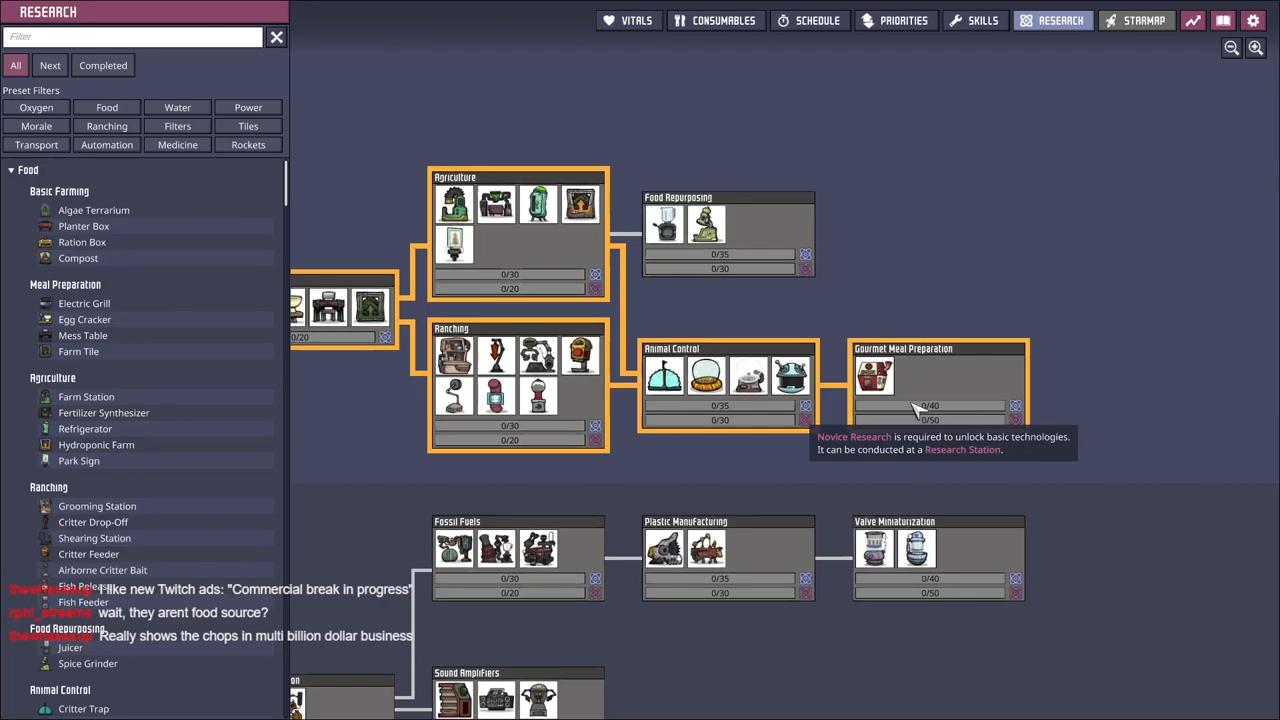 RESEARCH
VITALS
CONSUMABLES
SCHEDULE
PRIORITIES
SKILLS
RESEARCH
STARMAP
Filter
All
Next
Completed
Preset Filters
Oxygen
Food
Water
Power
Morale
Ranching
Filters
Tiles
Transport
Automation
Medicine
Rockets
Food
Basic Farming
Algae Terrarium
Planter Box
Ration Box
Compost
Meal Preparation
Electric Grill
Egg Cracker
Mess Table
Farm Tile
Agriculture
Farm Station
Fertilizer Synthesizer
Refrigerator
Hydroponic Farm
Park Sign
Ranching
Grooming Station
Critter Drop-Off
Shearing Station
Critter Feeder
Airborne Critter Bait
Fish Feeder
Food Repurposing
Juicer
Spice Grinder
Animal Control
Critter Trap
I like new Twitch ads: "Commercial break in progress"
wait, they arent food source?
Really shows the chops in multi billion dollar business
0/20
Agriculture
0/30
0/20
Food Repurposing
0/35
0/30
Ranching
0/30
0/20
Animal Control
0/35
0/30
Gourmet Meal Preparation
0/40
0/50
Novice Research is required to unlock basic technologies.
It can be conducted at a Research Station.
Fossil Fuels
0/30
0/20
Plastic Manufacturing
0/35
0/30
Valve Miniaturization
0/40
0/50
Sound Amplifiers